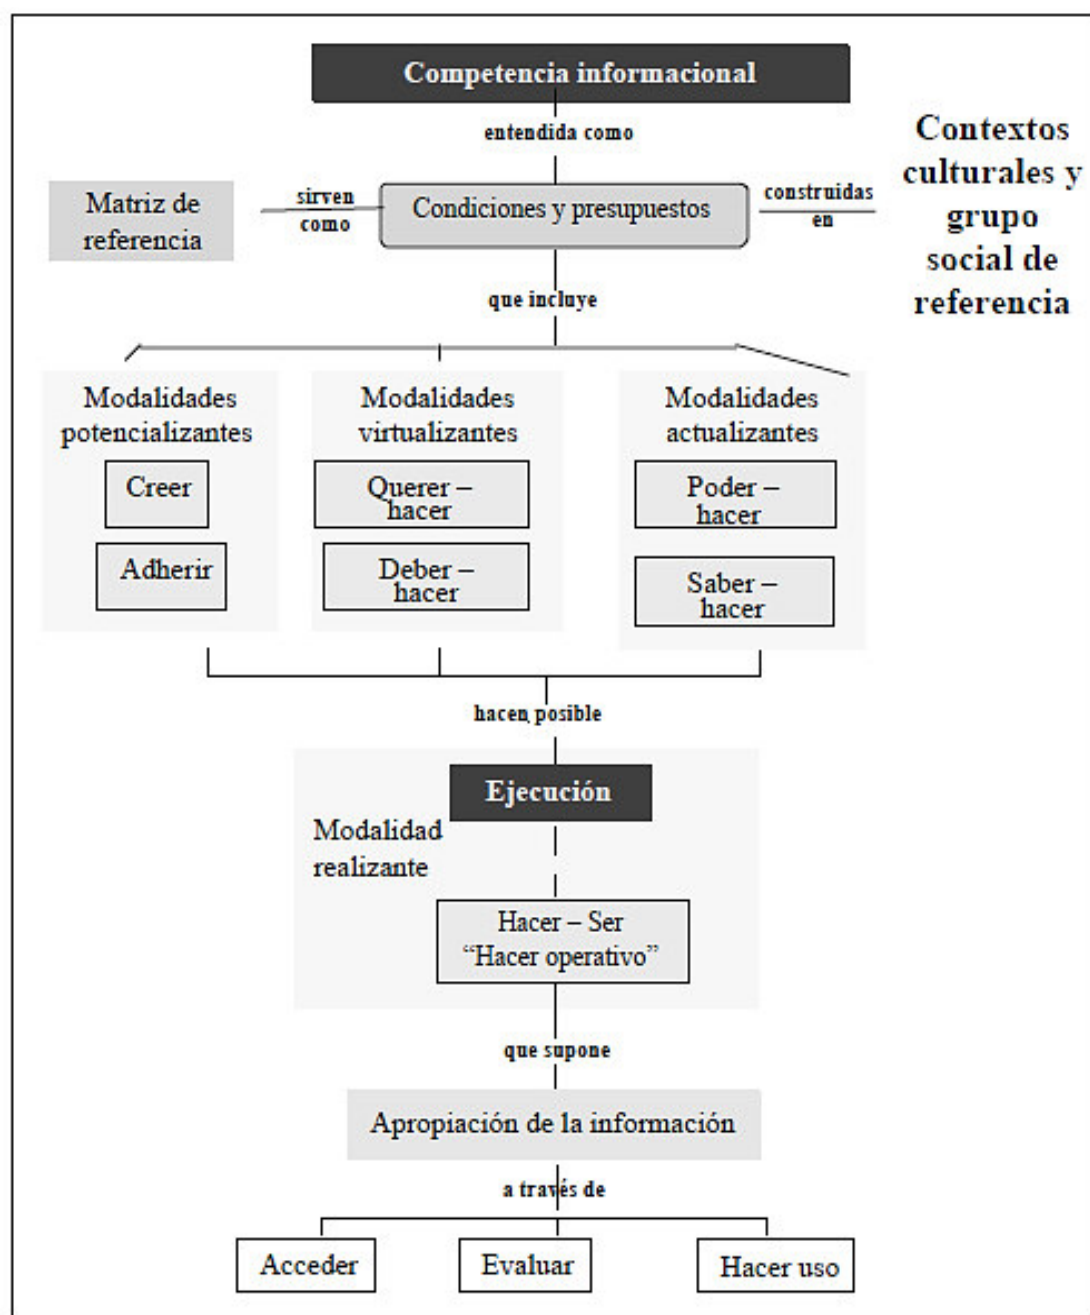 Competencia informacional
entendida como
Contextos
culturales y
grupo
social de
referencia
Matriz de
referencia
sirven
como
Condiciones y presupuestos
construidas
en
que incluye
Modalidades
potencializantes
Creer
Adherir
Modalidades
virtualizantes
Querer –
hacer
Deber –
hacer
Modalidades
actualizantes
Poder –
hacer
Saber –
hacer
hacen posible
Ejecución
Modalidad
realizante
Hacer – Ser
“Hacer operativo”
que supone
Apropiación de la información
a través de
Acceder
Evaluar
Hacer uso